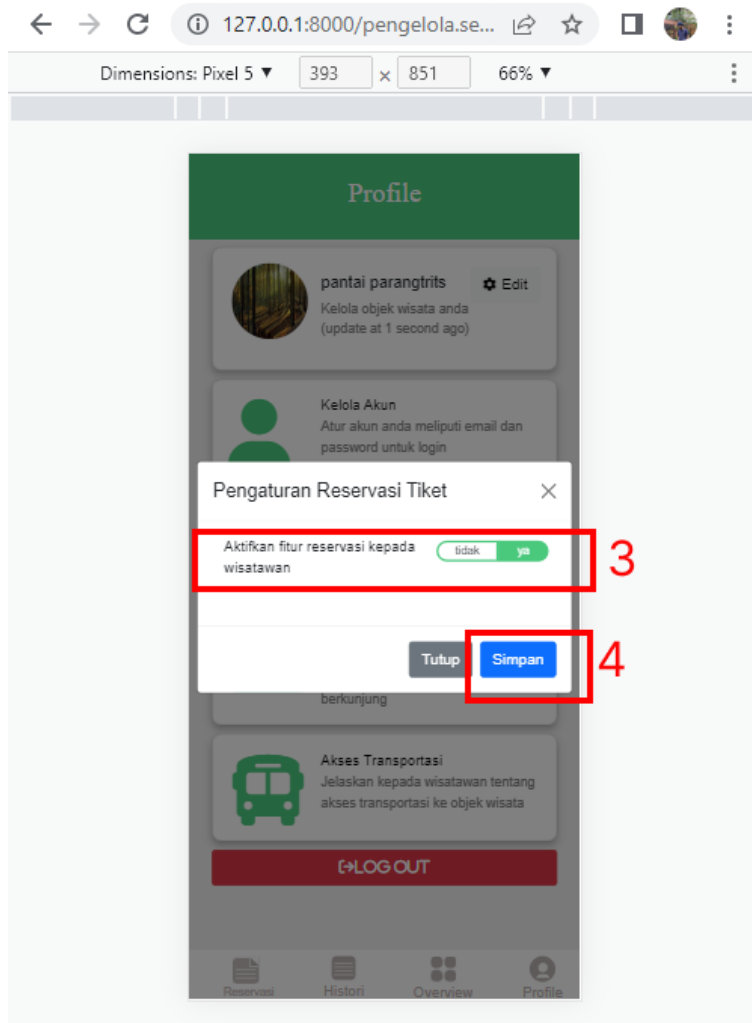 127.0.0.1:8000/pengelola.se...
Dimensions: Pixel 5 ▼ 393 × 851 66% ▼
Profile
pantai parangtrits
Edit
Kelola objek wisata anda
(update at 1 second ago)
Kelola Akun
Atur akun anda meliputi email dan
password untuk login
Pengaturan Reservasi Tiket
Aktifkan fitur reservasi kepada
wisatawan
tidak ya
3
Tutup Simpan
4
berkunjung
Akses Transportasi
Jelaskan kepada wisatawan tentang
akses transportasi ke objek wisata
LOG OUT
Reservasi Histori Overview Profile